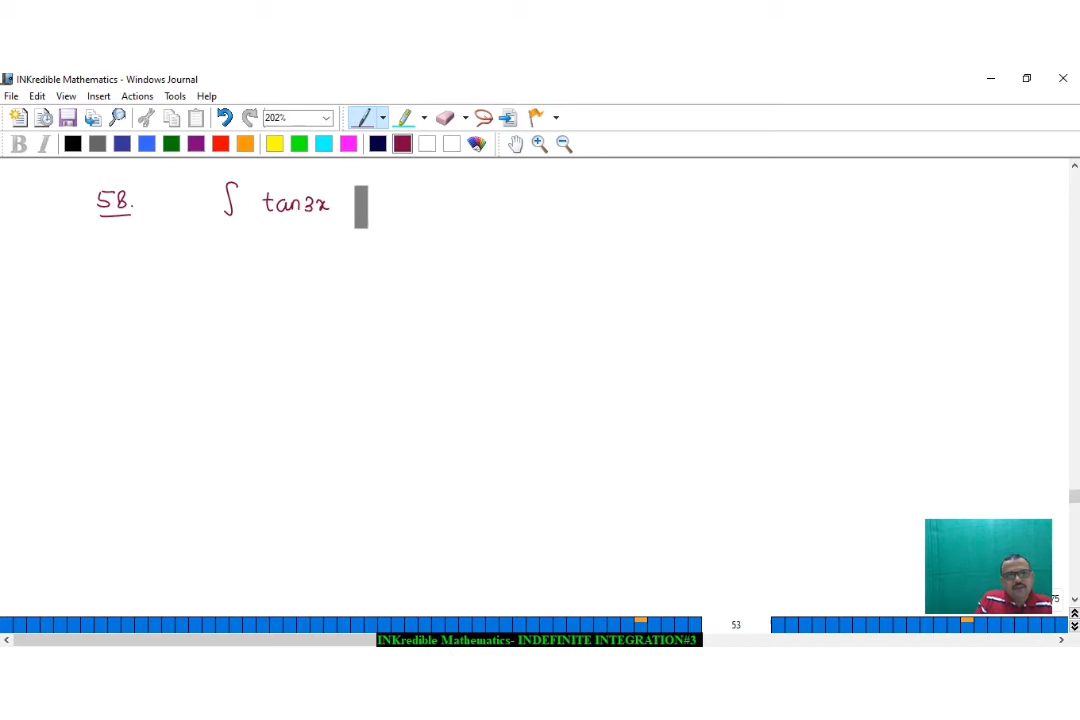 INKredible Mathematics - Windows Journal
File Edit View Insert Actions Tools Help
202%
B I
58. ∫ tan3x
75
53
INKredible Mathematics- INDEFINITE INTEGRATION#3